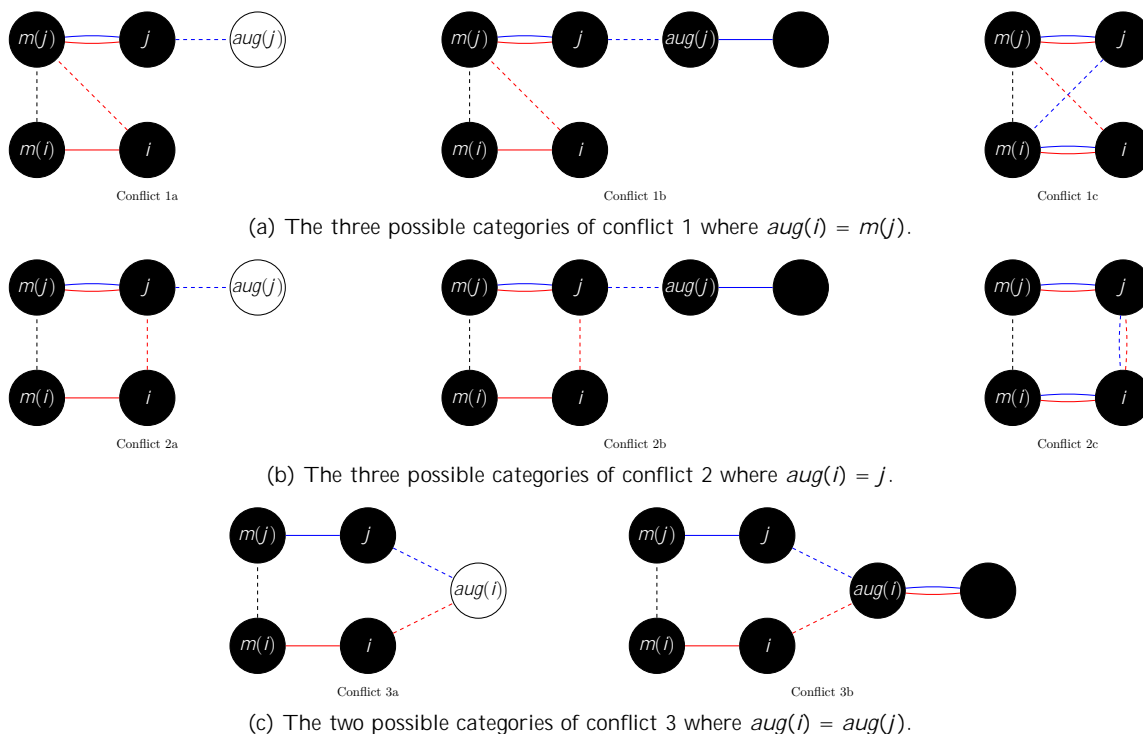 m(j) j aug(j) m(j) j aug(j) m(j) j
m(i) i m(i) i m(i) i
Conflict 1a Conflict 1b Conflict 1c
(a) The three possible categories of conflict 1 where aug(i) = m(j).
m(j) j aug(j) m(j) j aug(j) m(j) j
m(i) i m(i) i m(i) i
Conflict 2a Conflict 2b Conflict 2c
(b) The three possible categories of conflict 2 where aug(i) = j.
m(j) j m(j) j
aug(i) aug(i)
m(i) i m(i) i
Conflict 3a Conflict 3b
(c) The two possible categories of conflict 3 where aug(i) = aug(j).